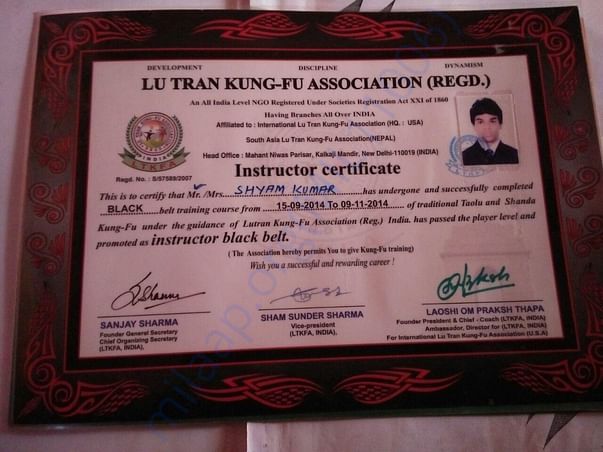 DEVELOPMENT DISCIPLINE DYNAMISM
LU TRAN KUNG-FU ASSOCIATION (REGD.)
An All India Level NGO Registered Under Societies Registration Act XXI of 1860
Having Branches All Over INDIA
Affiliated to : International Lu Tran Kung-Fu Association (HQ. : USA)
South Asia Lu Tran Kung-Fu Association(NEPAL)
Head Office : Mahant Niwas Parisar, Kalkaji Mandir, New Delhi-110019 (INDIA)
INDIA
LTKFA
Regd. No. : S/57589/2007
Instructor certificate
This is to certify that Mr. /Mrs. SHYAM KUMAR has undergone and successfully completed
BLACK belt training course from 15-09-2014 To 09-11-2014 of traditional Taolu and Shanda
Kung-Fu under the guidance of Lutran Kung-Fu Association (Reg.) India. has passed the player level and
promoted as instructor black belt.
( The Association hereby permits You to give Kung-Fu training)
Wish you a successful and rewarding career !
SANJAY SHARMA
Founder General Secretary
Chief Organizing Secretary
(LTKFA, INDIA),
SHAM SUNDER SHARMA
Vice-president
(LTKFA, INDIA),
LAOSHI OM PRAKSH THAPA
Founder President & Chief - Coach (LTKFA, INDIA)
Ambassador, Director for (LTKFA, INDIA)
For International Lu Tran Kung-Fu Association (U.S.A)